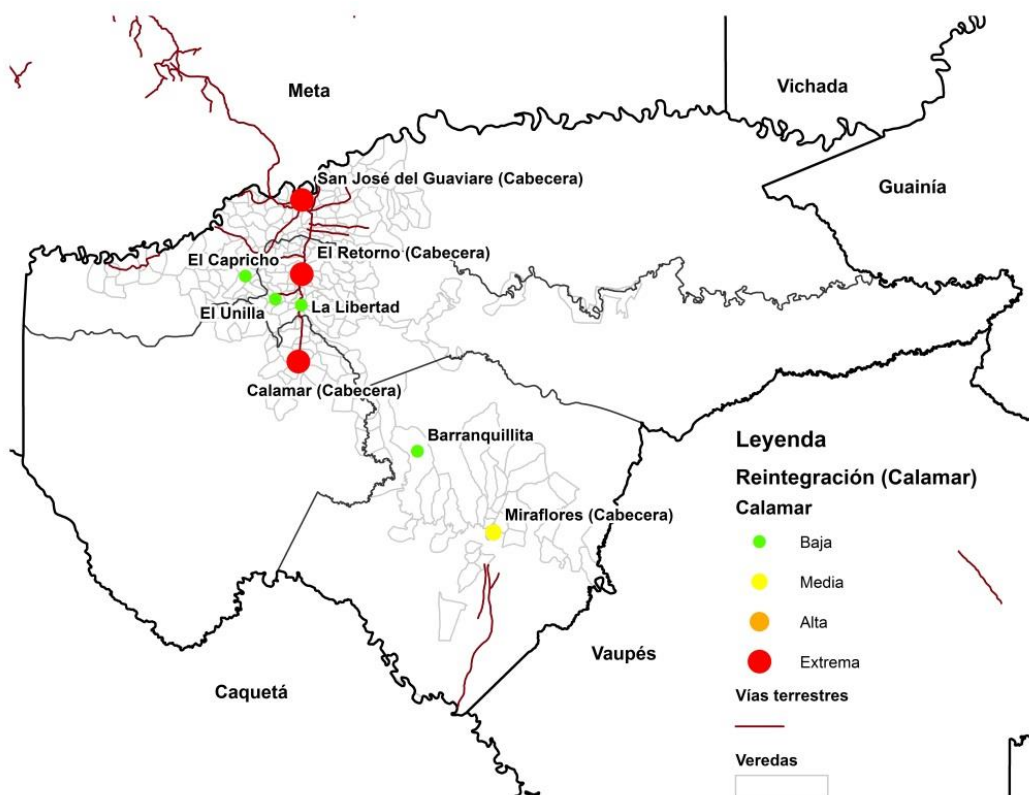 Meta
Vichada
Guainía
San José del Guaviare (Cabecera)
El Retorno (Cabecera)
El Capricho
El Unilla
La Libertad
Calamar (Cabecera)
Barranquillita
Miraflores (Cabecera)
Vaupés
Caquetá
Leyenda
Reintegración (Calamar)
Calamar
Baja
Media
Alta
Extrema
Vías terrestres
Veredas